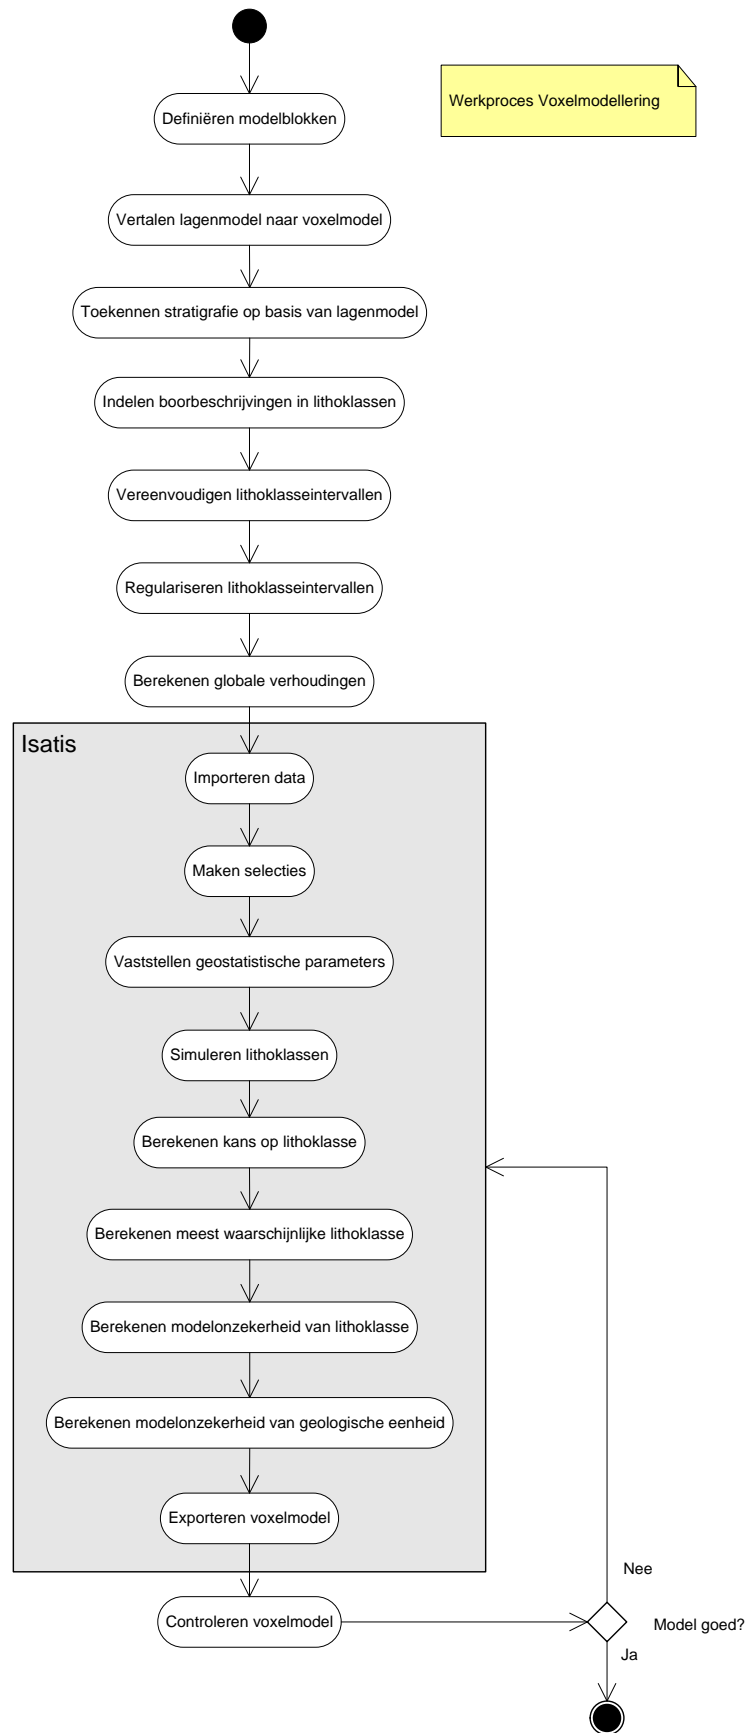 Werkproces Voxelmodellering
Definiëren modelblokken
Vertalen lagenmodel naar voxelmodel
Toekennen stratigrafie op basis van lagenmodel
Indelen boorbeschrijvingen in lithoklassen
Vereenvoudigen lithoklasseintervallen
Regulariseren lithoklasseintervallen
Berekenen globale verhoudingen
Isatis
Importeren data
Maken selecties
Vaststellen geostatistische parameters
Simuleren lithoklassen
Berekenen kans op lithoklasse
Berekenen meest waarschijnlijke lithoklasse
Berekenen modelonzekerheid van lithoklasse
Berekenen modelonzekerheid van geologische eenheid
Exporteren voxelmodel
Nee
Controleren voxelmodel
Model goed?
Ja